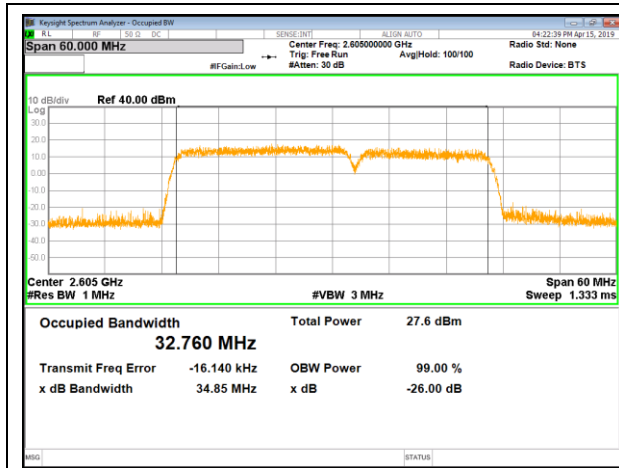 Keysight Spectrum Analyzer - Occupied BW
RL RF 50 Ω DC SENSE:INT ALIGN AUTO 04:22:39 PM Apr 15, 2019
Span 60.000 MHz Center Freq: 2.605000000 GHz Radio Std: None
Trig: Free Run Avg|Hold: 100/100
#IFGain:Low #Atten: 30 dB Radio Device: BTS
10 dB/div Ref 40.00 dBm
Log
30.0
20.0
10.0
0.00
-10.0
-20.0
-30.0
-40.0
-50.0
Center 2.605 GHz Span 60 MHz
#Res BW 1 MHz #VBW 3 MHz Sweep 1.333 ms
Occupied Bandwidth Total Power 27.6 dBm
32.760 MHz
Transmit Freq Error -16.140 kHz OBW Power 99.00 %
x dB Bandwidth 34.85 MHz x dB -26.00 dB
MSG STATUS